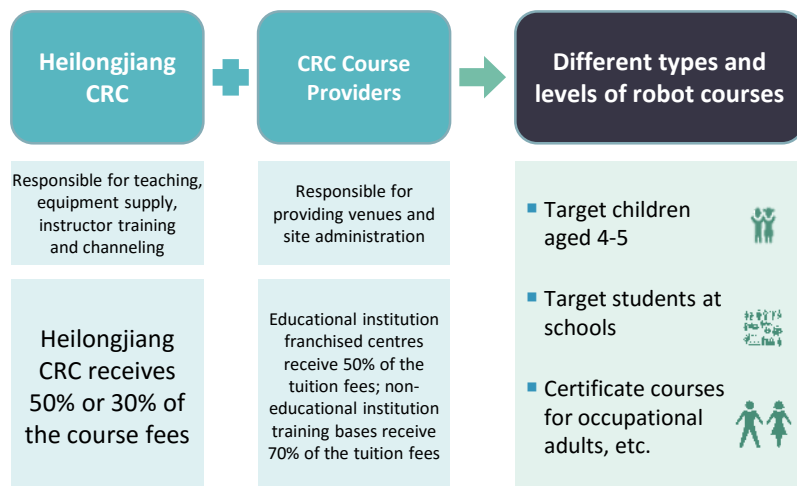 Heilongjiang
CRC
CRC Course
Providers
Different types and
levels of robot courses
Responsible for teaching,
equipment supply,
instructor training
and channeling
Responsible for
providing venues and
site administration
Heilongjiang
CRC receives
50% or 30% of
the course fees
Educational institution
franchised centres
receive 50% of the
tuition fees; non-
educational institution
training bases receive
70% of the tuition fees
Target children
aged 4-5
Target students at
schools
Certificate courses
for occupational
adults, etc.